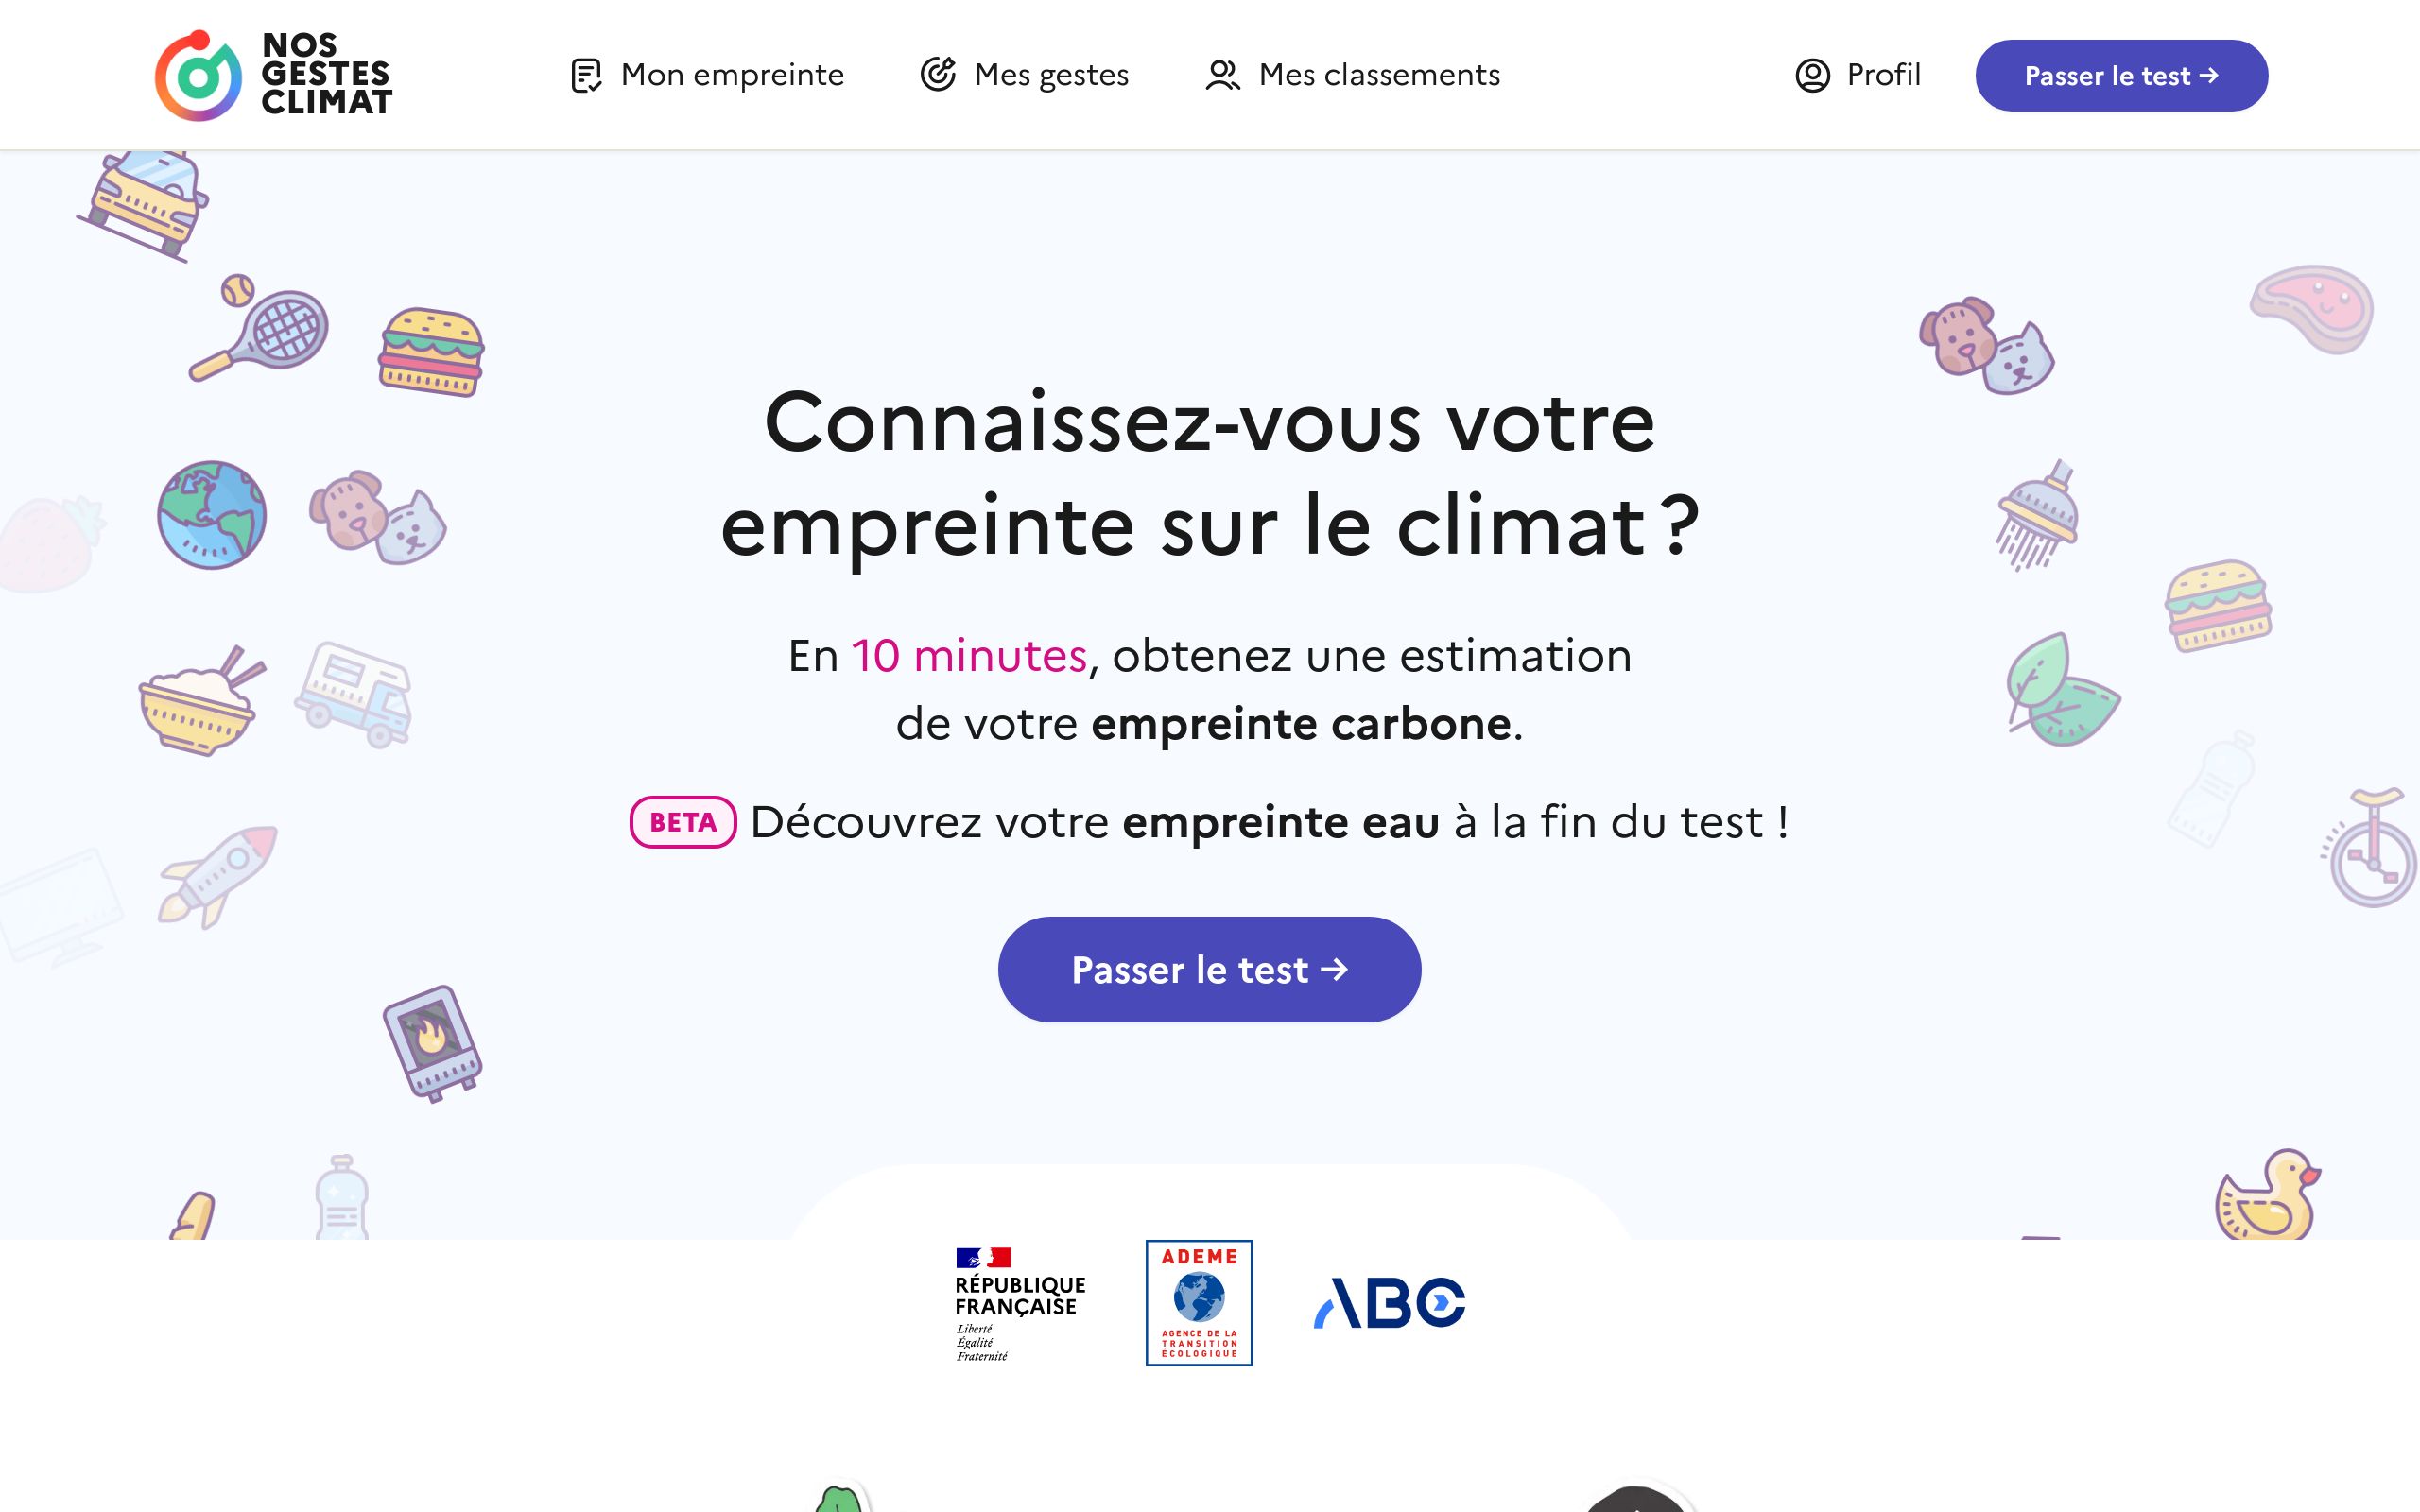 NOS
GESTES
CLIMAT
Mon empreinte
Mes gestes
Mes classements
Profil
Passer le test →
Connaissez-vous votre
empreinte sur le climat ?
En 10 minutes, obtenez une estimation
de votre empreinte carbone.
BETA Découvrez votre empreinte eau à la fin du test !
Passer le test →
RÉPUBLIQUE
FRANÇAISE
Liberté
Égalité
Fraternité
ADEME
AGENCE DE LA
TRANSITION
ÉCOLOGIQUE
ABC